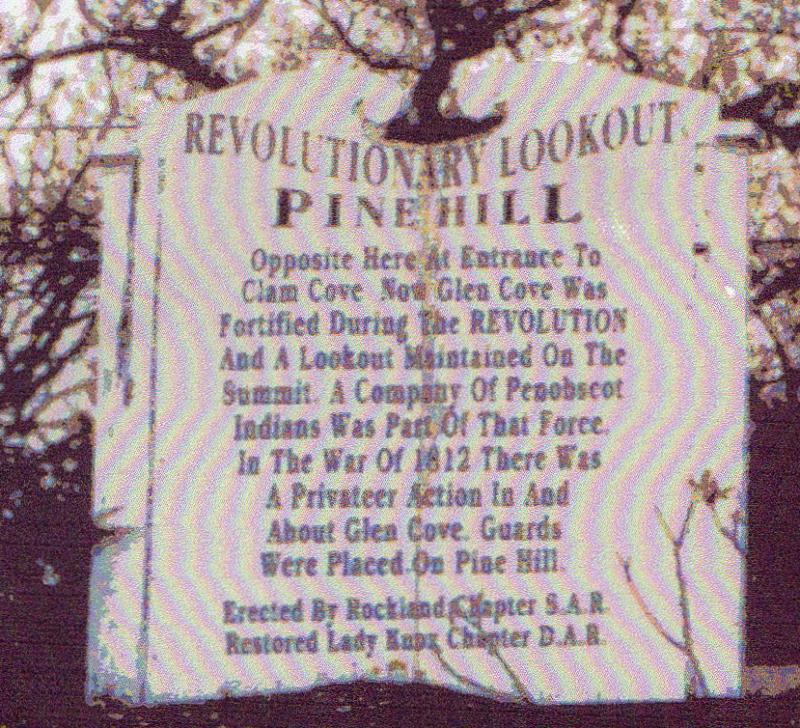 REVOLUTIONARY LOOKOUT.
PINE HILL
Opposite Here At Entrance To
Clam Cove Now Glen Cove Was
Fortified During The REVOLUTION
And A Lookout Maintained On The
Summit. A Company Of Penobscot
Indians Was Part Of That Force.
In The War Of 1812 There Was
A Privateer Action In And
About Glen Cove. Guards
Were Placed On Pine Hill.
Erected By Rockland Chapter S.A.R.
Restored Lady Knox Chapter D.A.R.